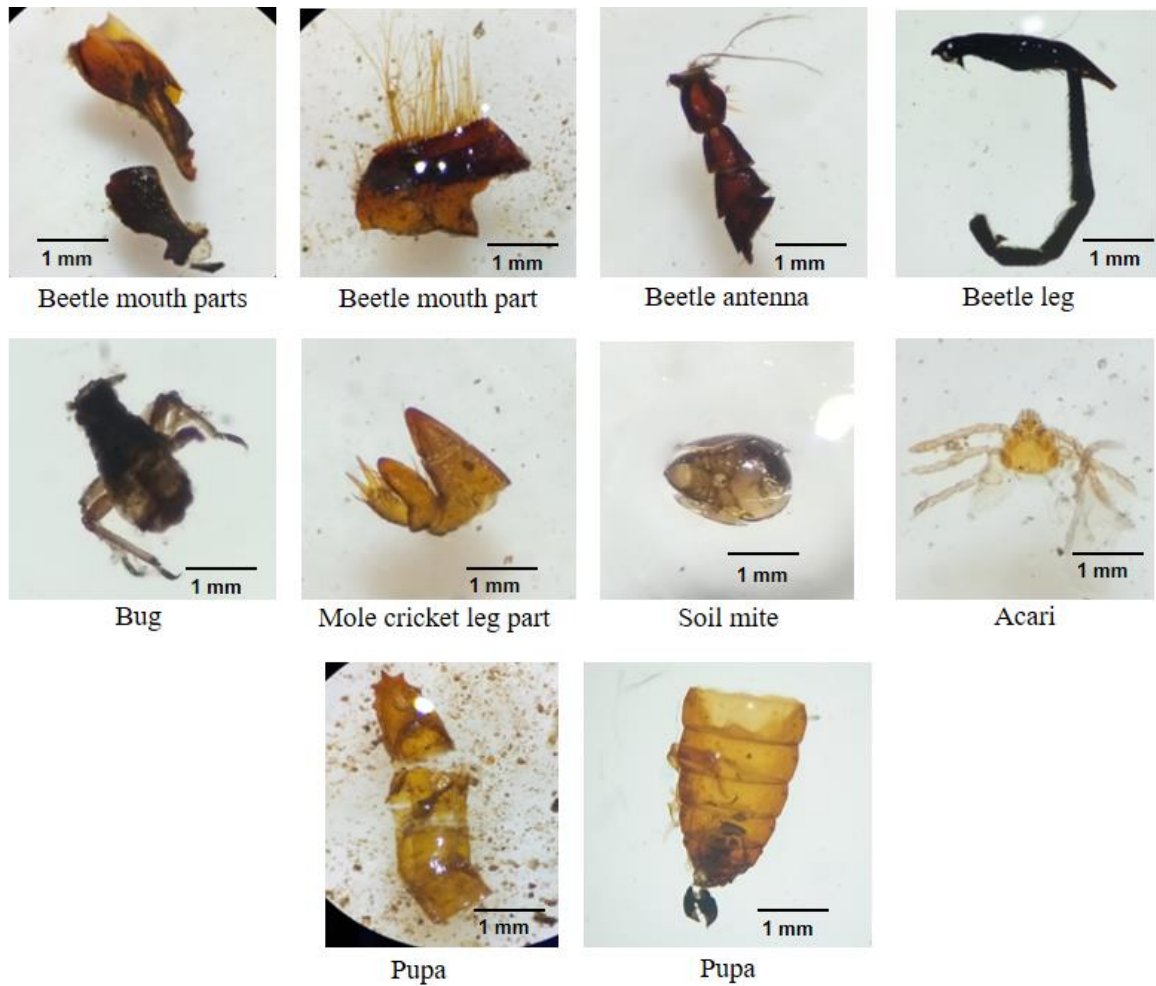 1 mm
1 mm
1 mm
1 mm
Beetle mouth parts
Beetle mouth part
Beetle antenna
Beetle leg
1 mm
1 mm
1 mm
1 mm
Bug
Mole cricket leg part
Soil mite
Acari
1 mm
1 mm
Pupa
Pupa